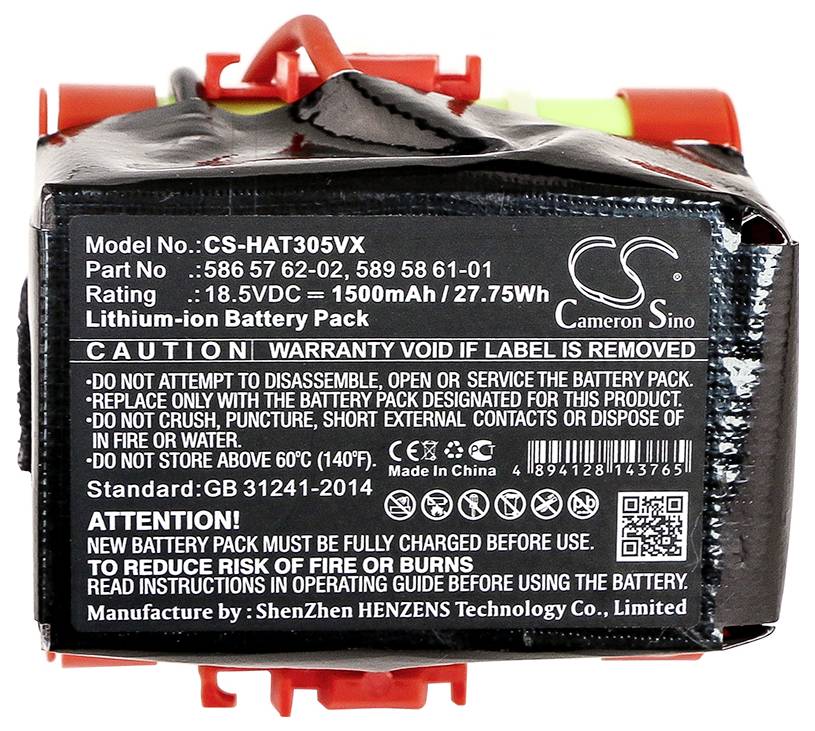 Model No.:CS-HAT305VX
Part No .:586 57 62-02, 589 58 61-01
Rating .:18.5VDC ⎓ 1500mAh / 27.75Wh
Lithium-ion Battery Pack
CS®
Cameron Sino
CAUTION| WARRANTY VOID IF LABEL IS REMOVED
•DO NOT ATTEMPT TO DISASSEMBLE, OPEN OR SERVICE THE BATTERY PACK.
•REPLACE ONLY WITH THE BATTERY PACK DESIGNATED FOR THIS PRODUCT.
•DO NOT CRUSH, PUNCTURE, SHORT EXTERNAL CONTACTS OR DISPOSE OF
IN FIRE OR WATER.
•DO NOT STORE ABOVE 60°C (140°F).
CE PCT
Made In China
4 894128 143765
Standard:GB 31241-2014
Pb
ATTENTION!
NEW BATTERY PACK MUST BE FULLY CHARGED BEFORE USE.
TO REDUCE RISK OF FIRE OR BURNS
READ INSTRUCTIONS IN OPERATING GUIDE BEFORE USING THE BATTERY.
Manufacture by : ShenZhen HENZENS Technology Co., Limited